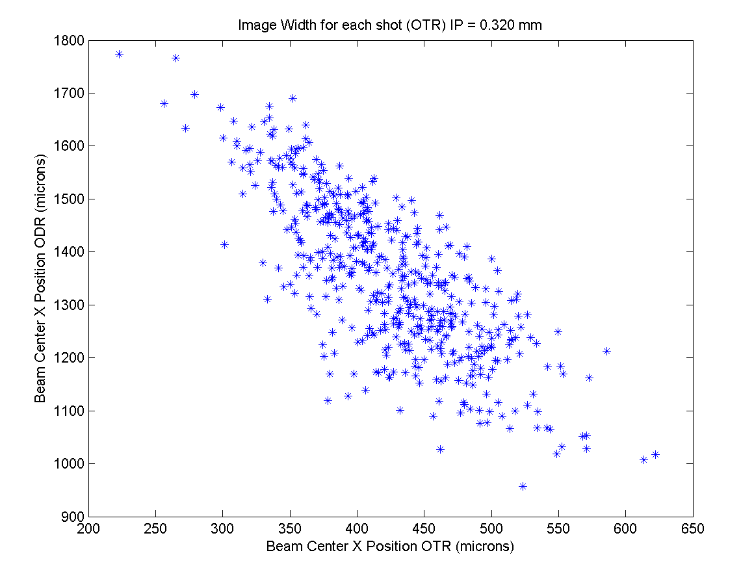 Image Width for each shot (OTR) IP = 0.320 mm
1800
1700
1600
1500
1400
1300
1200
1100
1000
900
Beam Center X Position ODR (microns)
200 250 300 350 400 450 500 550 600 650
Beam Center X Position OTR (microns)